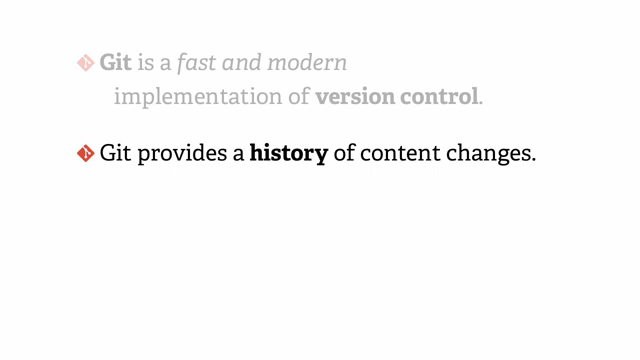 Git is a fast and modern
implementation of version control.
Git provides a history of content changes.